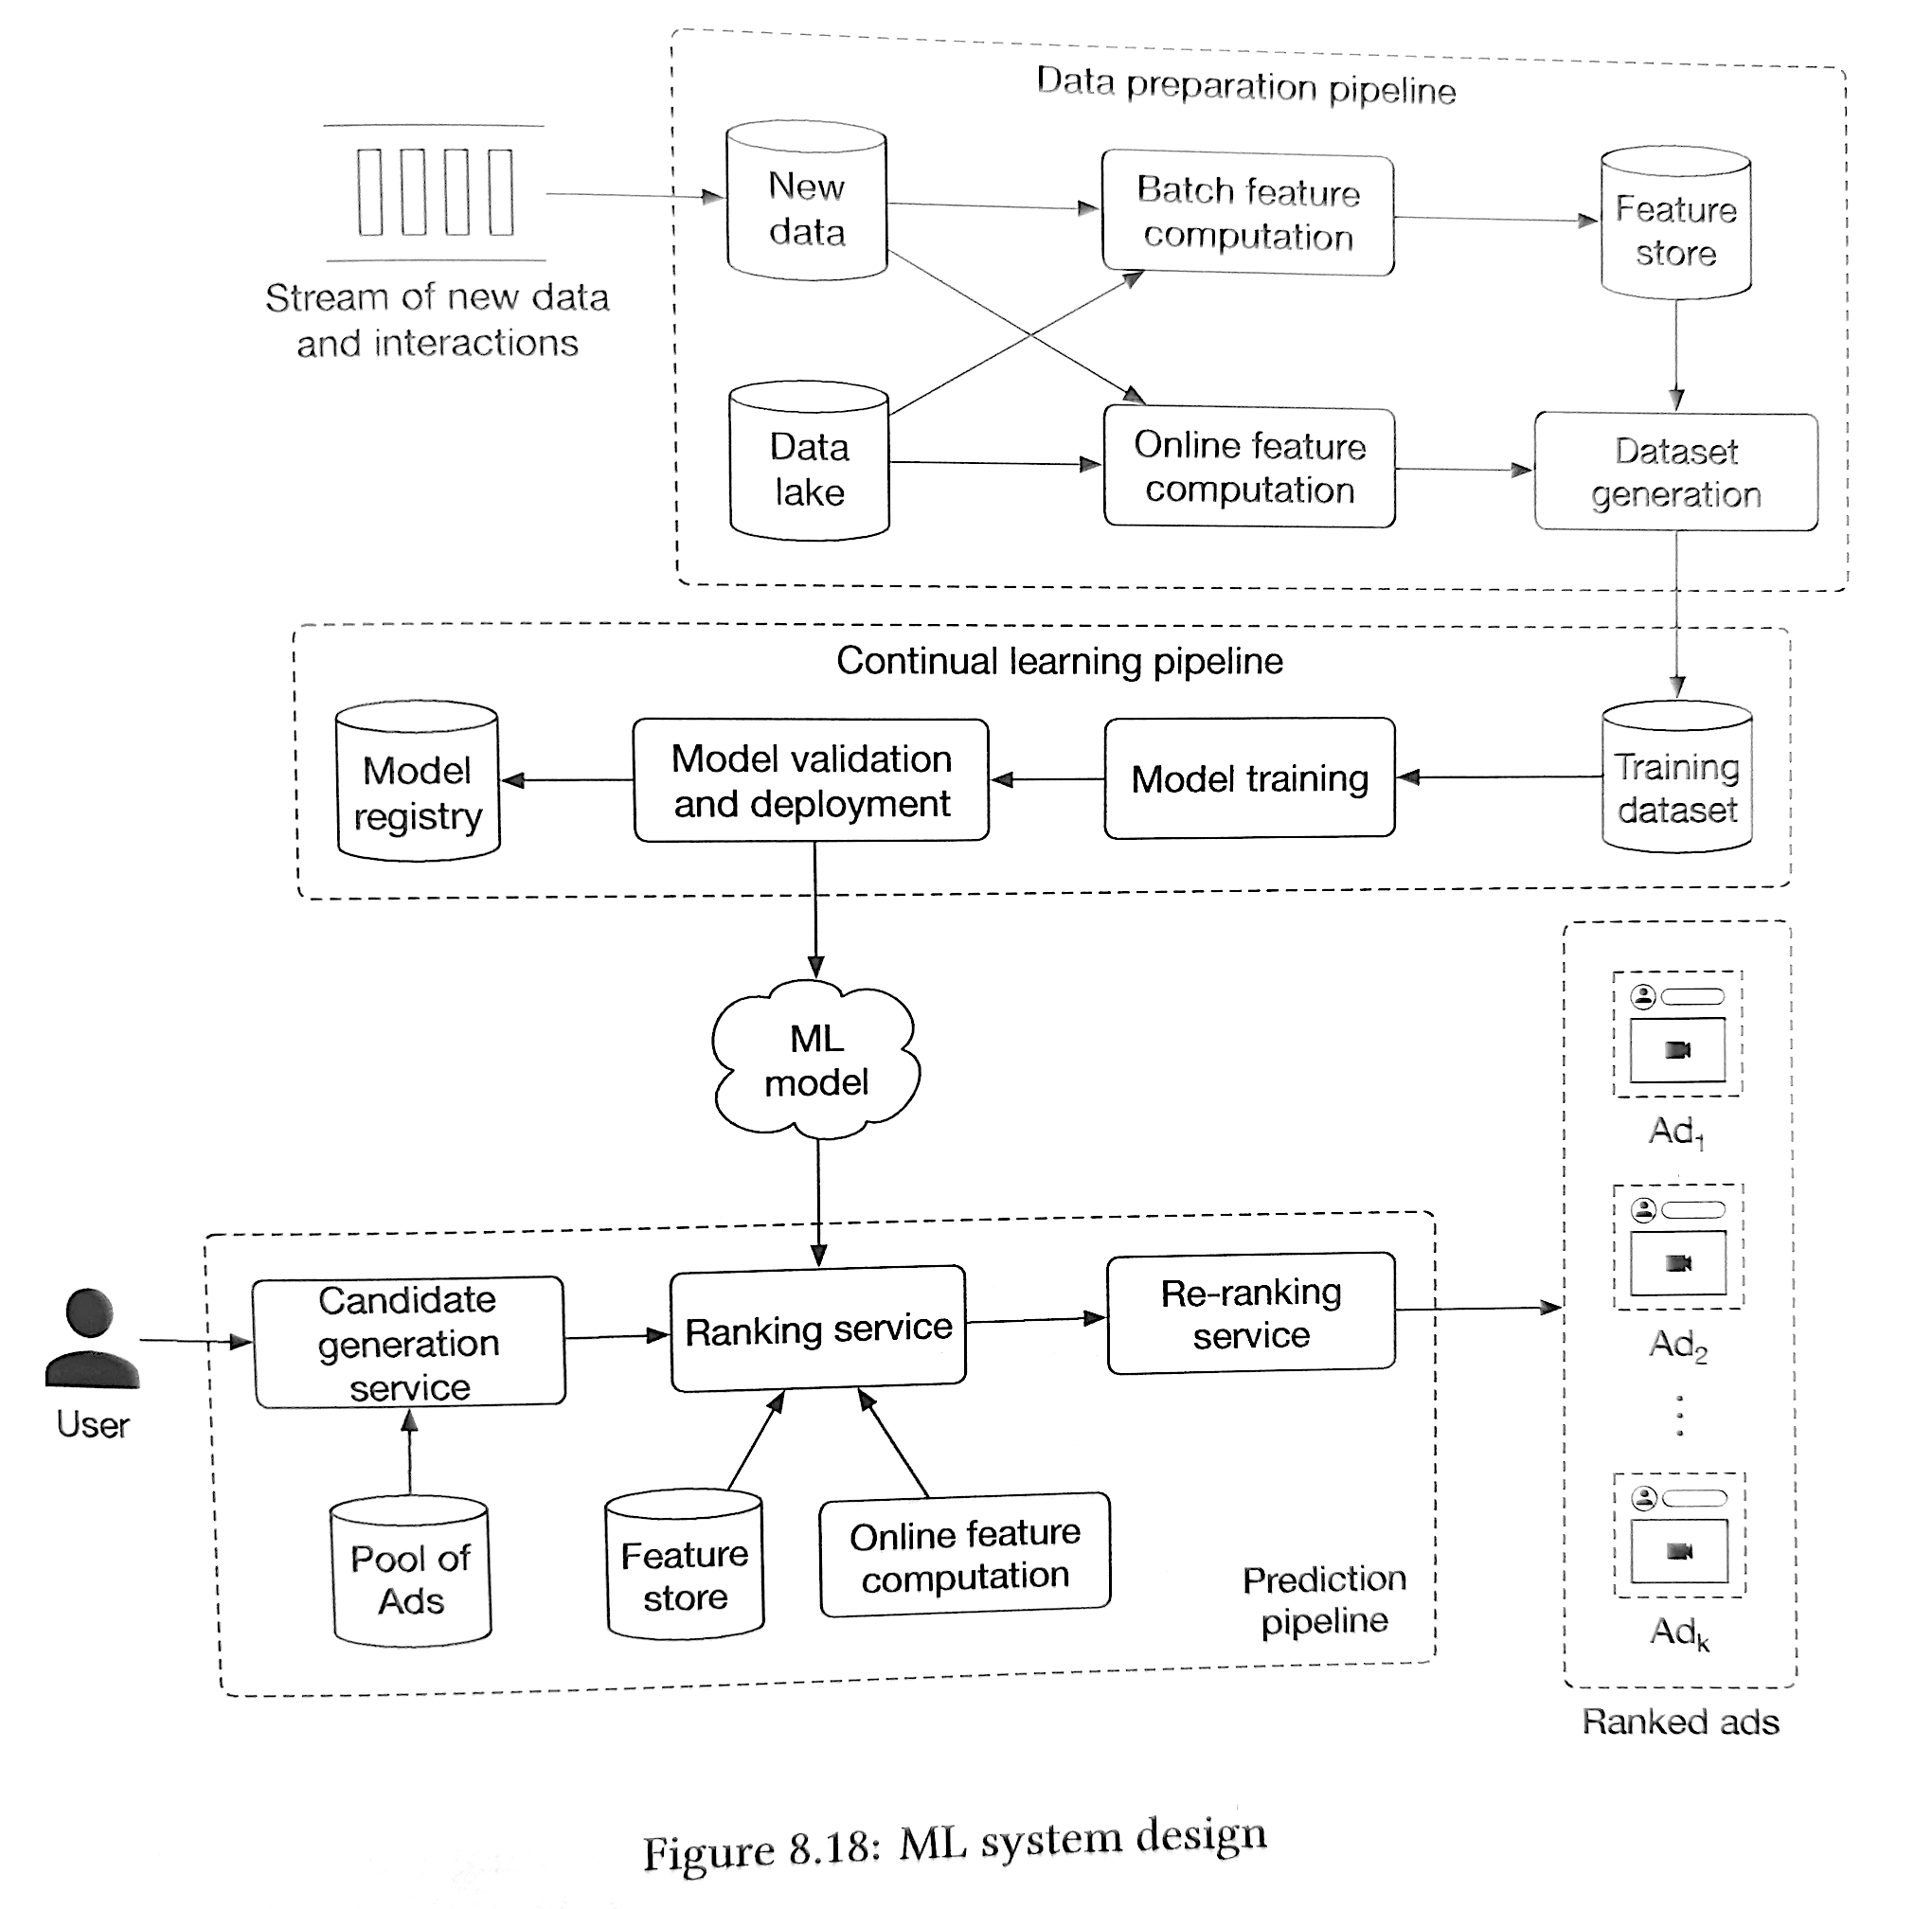 Data preparation pipeline
New
data
Batch feature
computation
Feature
store
Stream of new data
and interactions
Data
lake
Online feature
computation
Dataset
generation
Continual learning pipeline
Model
registry
Model validation
and deployment
Model training
Training
dataset
ML
model
Ad1
Ad2
Adk
Ranked ads
User
Candidate
generation
service
Ranking service
Re-ranking
service
Pool of
Ads
Feature
store
Online feature
computation
Prediction
pipeline
Figure 8.18: ML system design